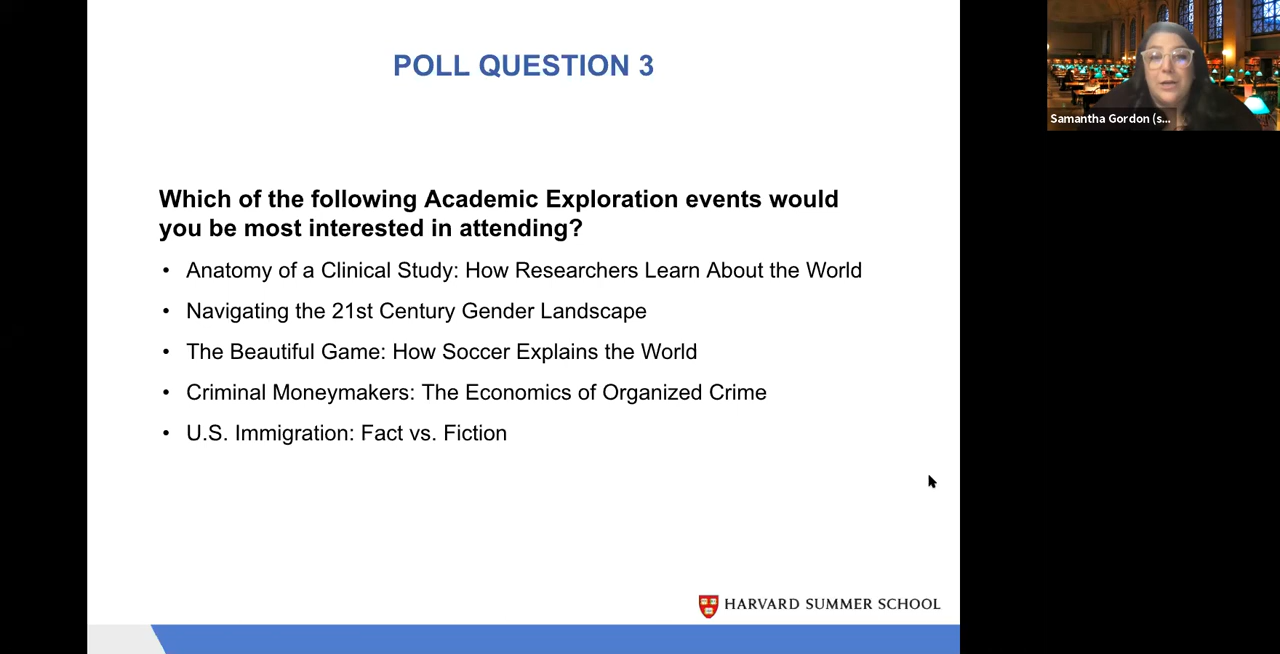 POLL QUESTION 3
Samantha Gordon (s...
Which of the following Academic Exploration events would
you be most interested in attending?
• Anatomy of a Clinical Study: How Researchers Learn About the World
• Navigating the 21st Century Gender Landscape
• The Beautiful Game: How Soccer Explains the World
• Criminal Moneymakers: The Economics of Organized Crime
• U.S. Immigration: Fact vs. Fiction
HARVARD SUMMER SCHOOL